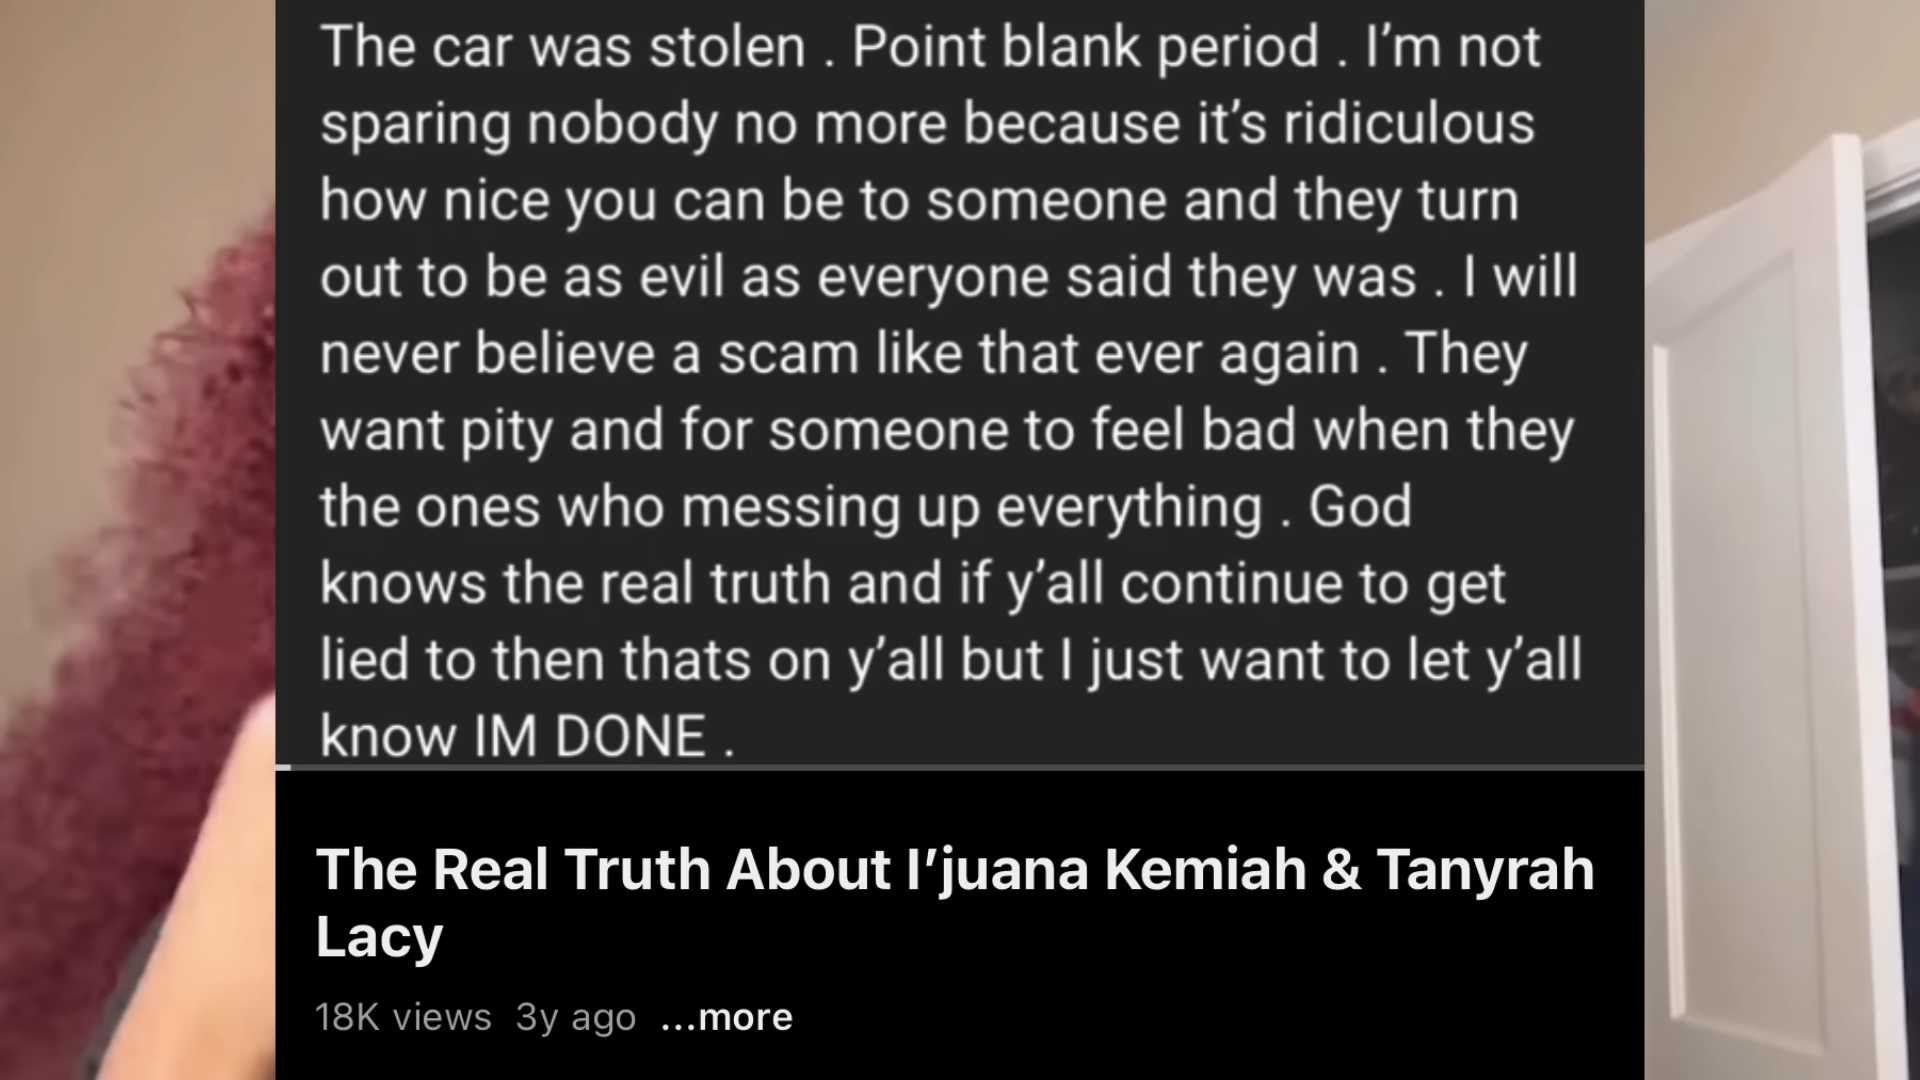 The car was stolen . Point blank period . I’m not
sparing nobody no more because it’s ridiculous
how nice you can be to someone and they turn
out to be as evil as everyone said they was . I will
never believe a scam like that ever again . They
want pity and for someone to feel bad when they
the ones who messing up everything . God
knows the real truth and if y’all continue to get
lied to then thats on y’all but I just want to let y’all
know IM DONE .
The Real Truth About I’juana Kemiah & Tanyrah
Lacy
18K views 3y ago ...more